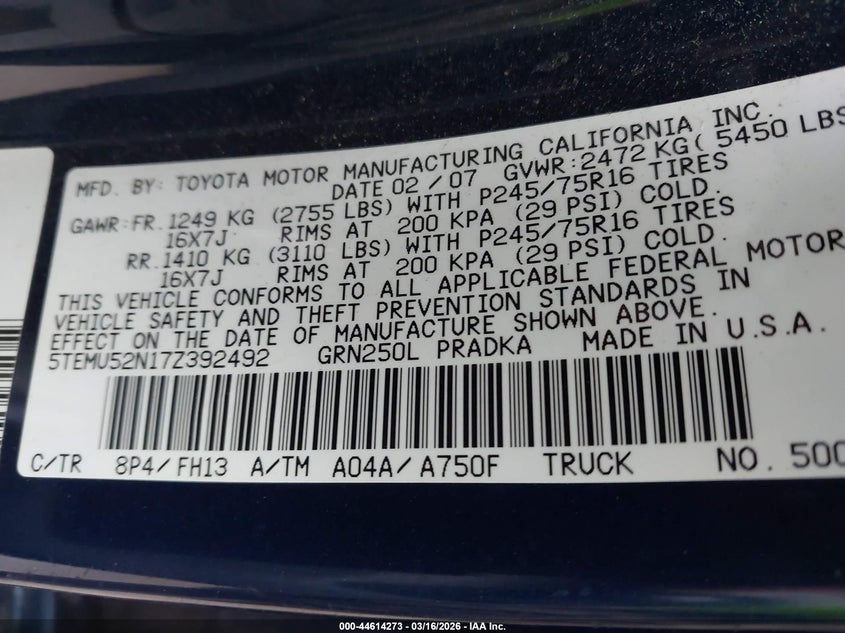 MFD. BY: TOYOTA MOTOR MANUFACTURING CALIFORNIA INC.
DATE 02/07 GVWR:2472 KG( 5450 LBS
GAWR:FR.1249 KG (2755 LBS) WITH P245/75R16 TIRES
16X7J RIMS AT 200 KPA (29 PSI) COLD.
RR.1410 KG (3110 LBS) WITH P245/75R16 TIRES
16X7J RIMS AT 200 KPA (29 PSI) COLD.
THIS VEHICLE CONFORMS TO ALL APPLICABLE FEDERAL MOTOR
VEHICLE SAFETY AND THEFT PREVENTION STANDARDS IN
EFFECT ON THE DATE OF MANUFACTURE SHOWN ABOVE.
5TEMU52N17Z392492 GRN250L PRADKA MADE IN U.S.A.
C/TR 8P4/FH13 A/TM A04A/A750F TRUCK NO. 500
000-44614273 - 03/16/2026 - IAA Inc.